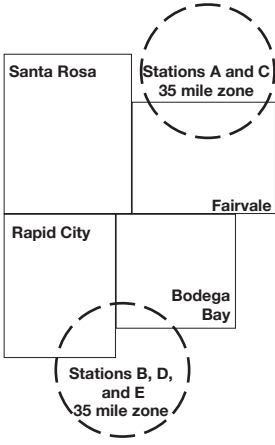 Santa Rosa
Stations A and C
35 mile zone
Fairvale
Rapid City
Bodega
Bay
Stations B, D,
and E
35 mile zone